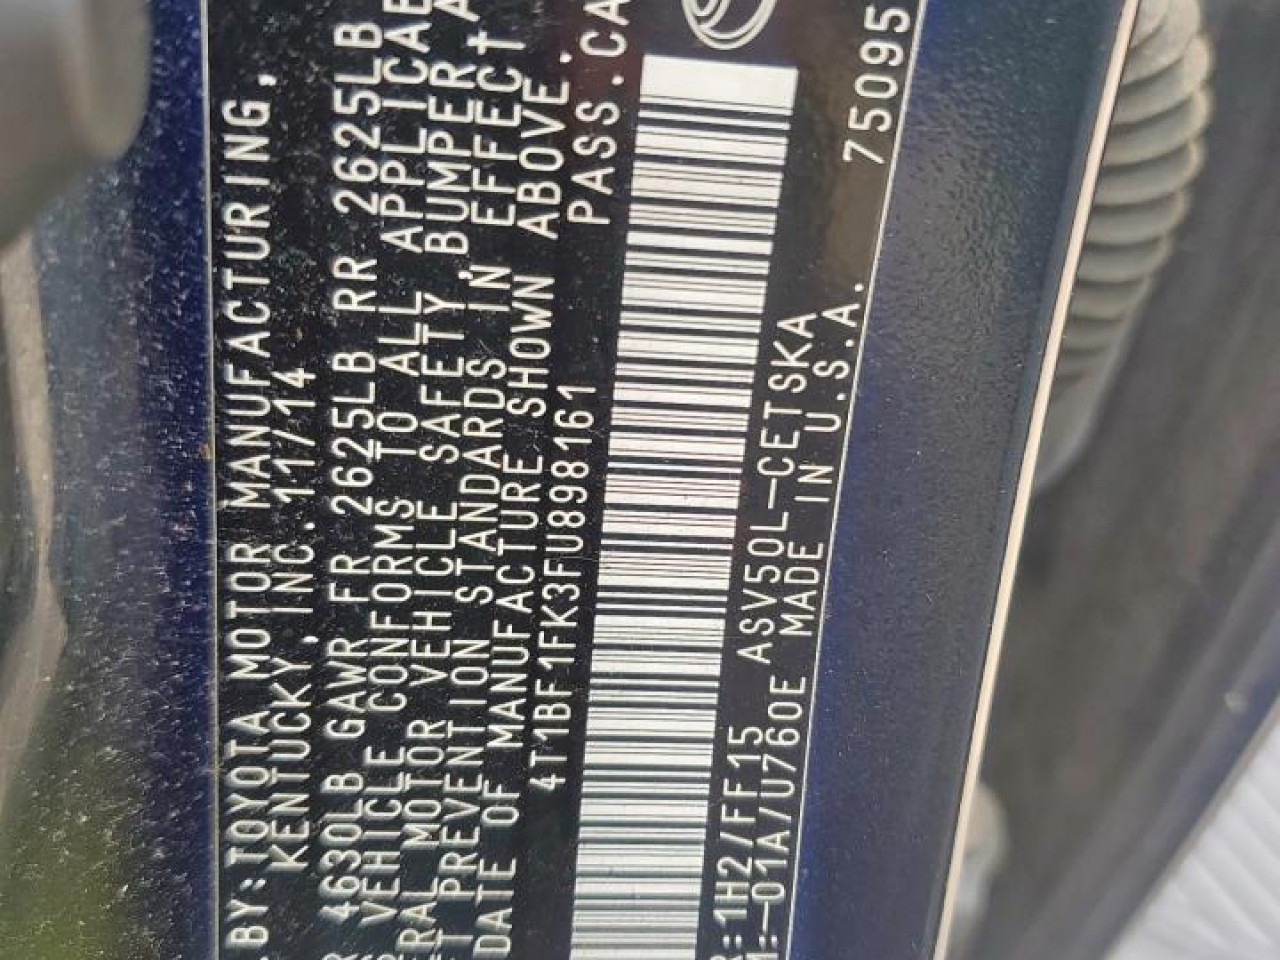 BY:TOYOTA MOTOR MANUFACTURING,
KENTUCKY,INC.11/14
4630LB GAWR FR 2625LB RR 2625LB
VEHICLE CONFORMS TO ALL APPLICAB
ERAL MOTOR VEHICLE SAFETY,BUMPER A
T PREVENTION STANDARDS IN EFFECT
DATE OF MANUFACTURE SHOWN ABOVE.
4T1BF1FK3FU898161 PASS.CA
R:1H2/FF15 ASV50L-CETSKA
M:-01A/U760E MADE IN U.S.A.
75095